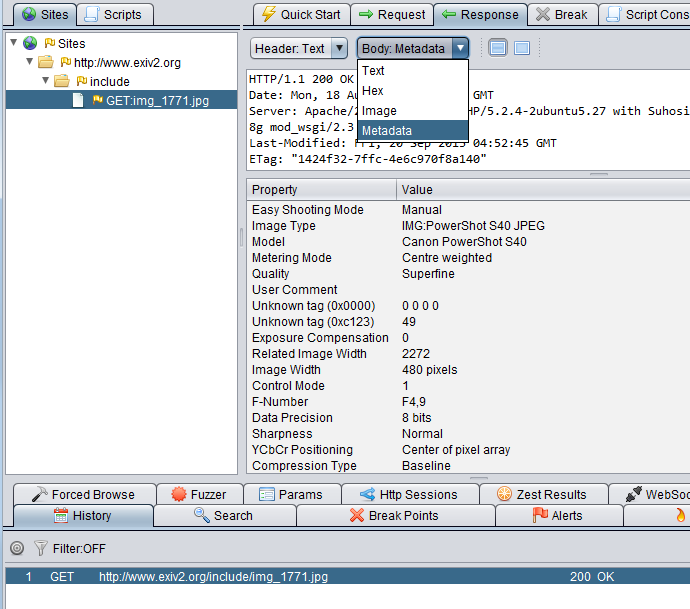 Sites
Scripts
Quick Start
Request
Response
Break
Script Cons
Sites
http://www.exiv2.org
include
GET:img_1771.jpg
Header: Text
Body: Metadata
Text
Hex
Image
Metadata
HTTP/1.1 200 OK
Date: Mon, 18 Au GMT
Server: Apache/2 HP/5.2.4-2ubuntu5.27 with Suhosi
8g mod_wsgi/2.3
Last-Modified: Fri, 20 Sep 2013 04:52:45 GMT
ETag: "1424f32-7ffc-4e6c970f8a140"
Property Value
Easy Shooting Mode Manual
Image Type IMG:PowerShot S40 JPEG
Model Canon PowerShot S40
Metering Mode Centre weighted
Quality Superfine
User Comment
Unknown tag (0x0000) 0 0 0 0
Unknown tag (0xc123) 49
Exposure Compensation 0
Related Image Width 2272
Image Width 480 pixels
Control Mode 1
F-Number F4,9
Data Precision 8 bits
Sharpness Normal
YCbCr Positioning Center of pixel array
Compression Type Baseline
Forced Browse
Fuzzer
Params
Http Sessions
Zest Results
WebSoc
History
Search
Break Points
Alerts
Filter:OFF
1 GET http://www.exiv2.org/include/img_1771.jpg 200 OK